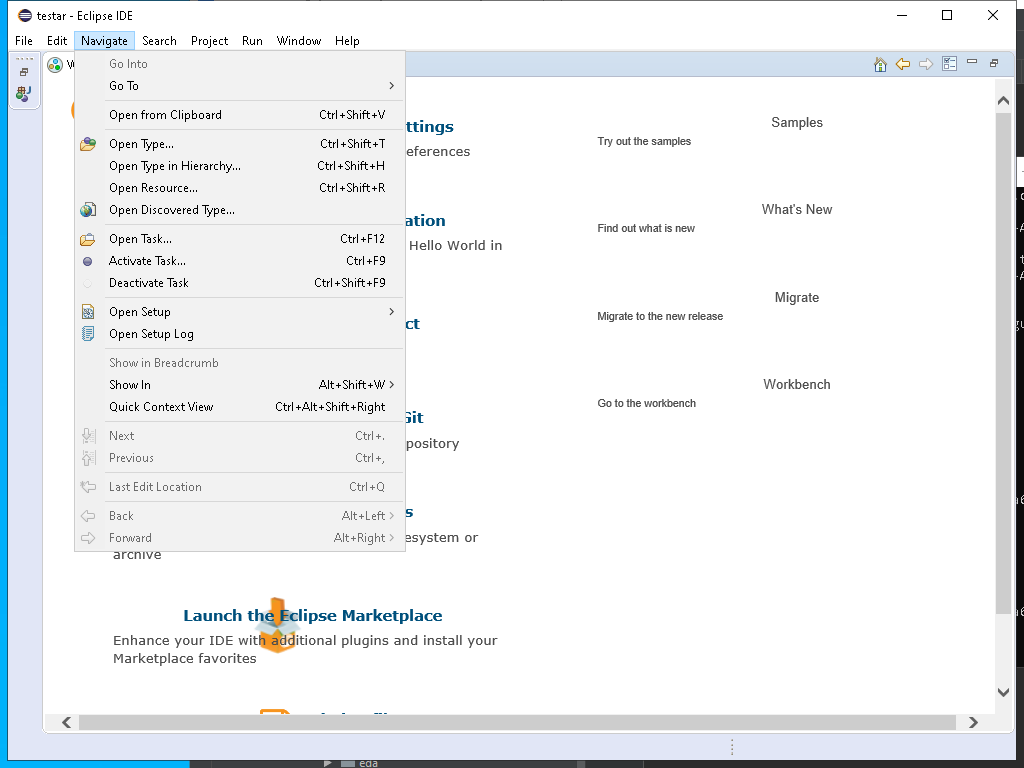 testar - Eclipse IDE
File Edit Navigate Search Project Run Window Help
Go Into
Go To
Open from Clipboard Ctrl+Shift+V
Open Type... Ctrl+Shift+T
Open Type in Hierarchy... Ctrl+Shift+H
Open Resource... Ctrl+Shift+R
Open Discovered Type...
Open Task... Ctrl+F12
Activate Task... Ctrl+F9
Deactivate Task Ctrl+Shift+F9
Open Setup
Open Setup Log
Show in Breadcrumb
Show In Alt+Shift+W
Quick Context View Ctrl+Alt+Shift+Right
Next Ctrl+.
Previous Ctrl+,
Last Edit Location Ctrl+Q
Back Alt+Left
Forward Alt+Right
ttings
eferences
ation
Hello World in
ct
Git
pository
s
esystem or
archive
Launch the Eclipse Marketplace
Enhance your IDE with additional plugins and install your
Marketplace favorites
Samples
Try out the samples
What's New
Find out what is new
Migrate
Migrate to the new release
Workbench
Go to the workbench
eda